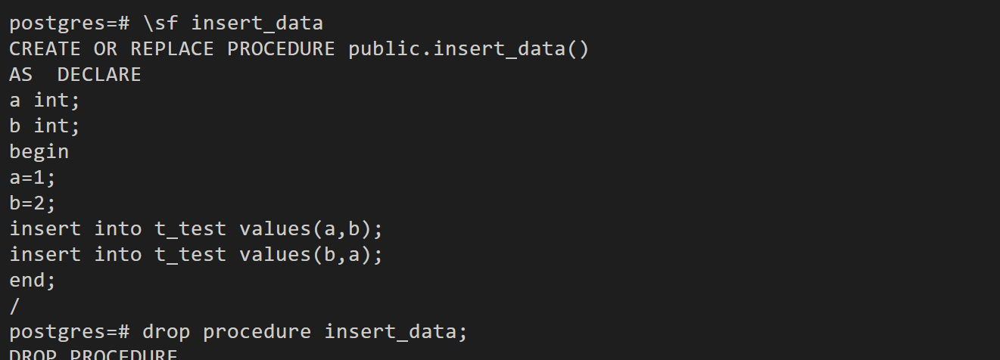 postgres=# \sf insert_data
CREATE OR REPLACE PROCEDURE public.insert_data()
AS  DECLARE
a int;
b int;
begin
a=1;
b=2;
insert into t_test values(a,b);
insert into t_test values(b,a);
end;
/
postgres=# drop procedure insert_data;
DROP PROCEDURE